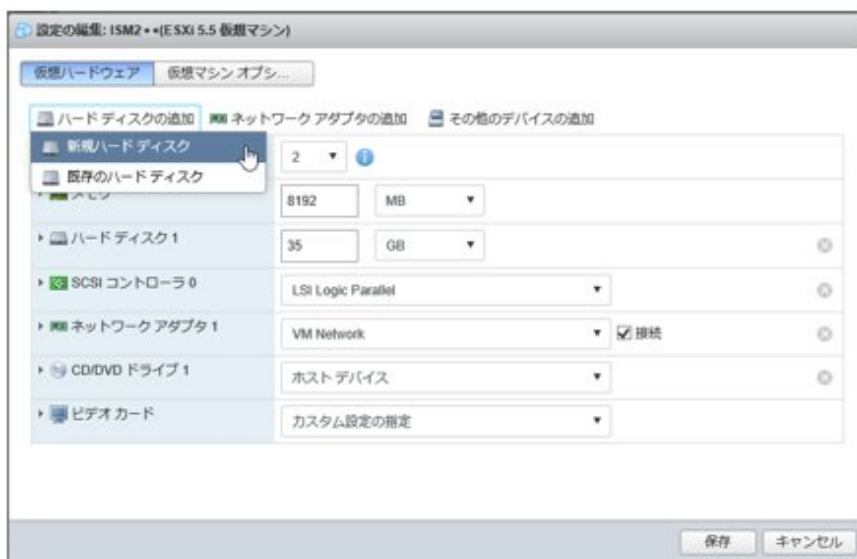 設定の編集: ISM2**(ESXi 5.5 仮想マシン)
仮想ハードウェア 仮想マシン オプシ...
ハード ディスクの追加 ネットワーク アダプタの追加 その他のデバイスの追加
新規ハード ディスク
既存のハード ディスク
2
メモリ 8192 MB
ハード ディスク 1 35 GB
SCSI コントローラ 0 LSI Logic Parallel
ネットワーク アダプタ 1 VM Network 接続
CD/DVD ドライブ 1 ホスト デバイス
ビデオ カード カスタム設定の指定
保存 キャンセル